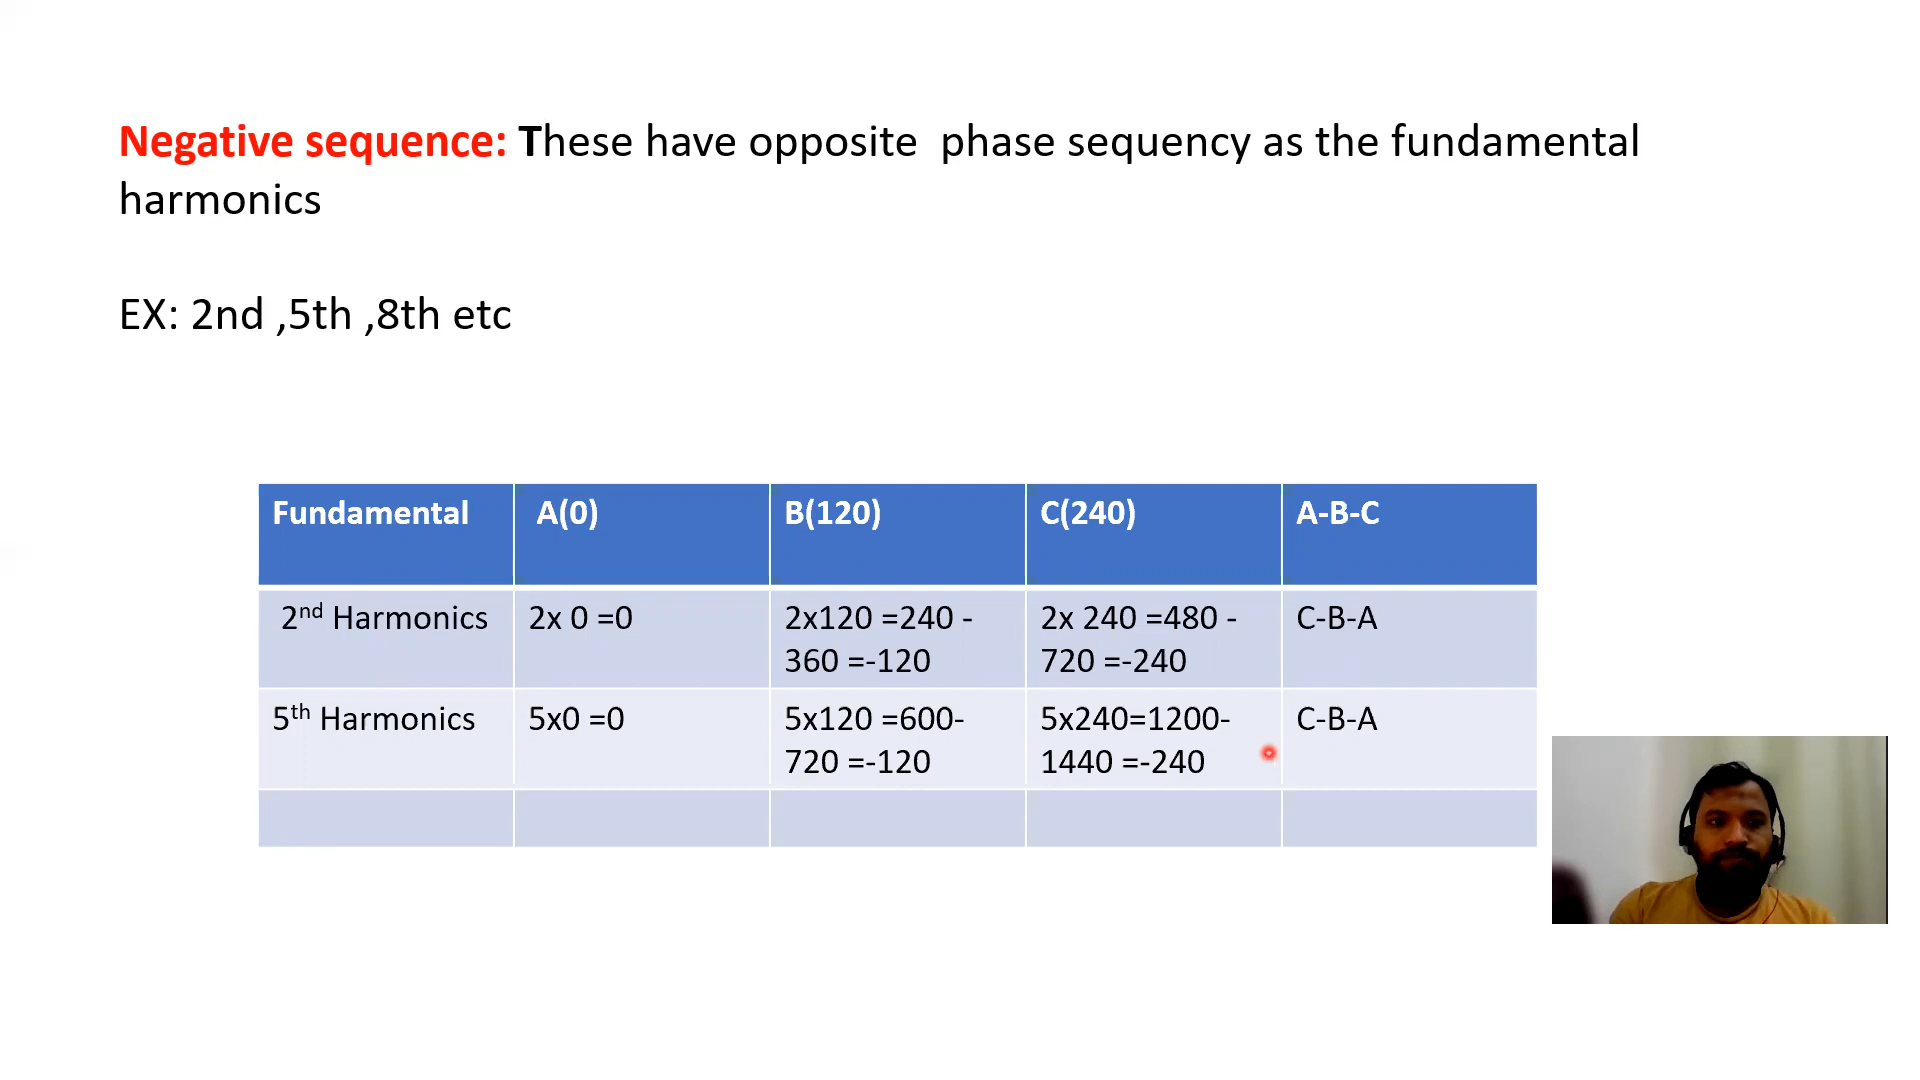 Negative sequence: These have opposite  phase sequency as the fundamental
harmonics
EX: 2nd ,5th ,8th etc
Fundamental A(0) B(120) C(240) A-B-C
2nd Harmonics 2x 0 =0 2x120 =240 - 2x 240 =480 - C-B-A
360 =-120 720 =-240
5th Harmonics 5x0 =0 5x120 =600- 5x240=1200- C-B-A
720 =-120 1440 =-240